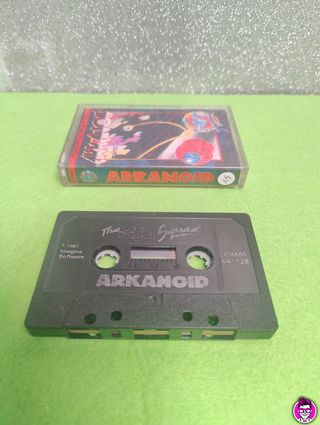 ARKANOID
The Hit Squad
© 1987
Imagine
Software
COMM
64/128
ARKANOID